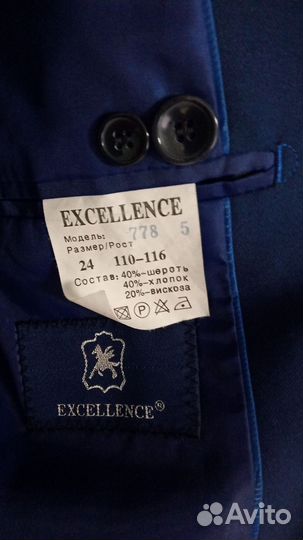 EXCELLENCE
Модель: 778 5
Размер/Рост
24 110-116
Состав: 40%-шерсть
40%-хлопок
20%-вискоза
EXCELLENCE®
Avito